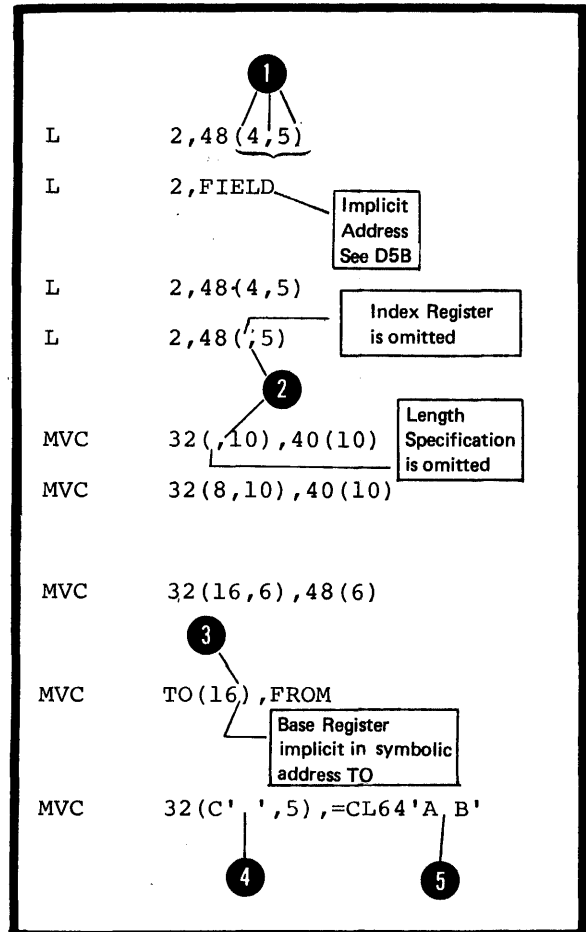 1
L 2,48(4,5)
L 2,FIELD
Implicit
Address
See D5B
L 2,48(4,5)
L 2,48(,5)
Index Register
is omitted
2
MVC 32(,10),40(10)
Length
Specification
is omitted
MVC 32(8,10),40(10)
MVC 32(16,6),48(6)
3
MVC TO(16),FROM
Base Register
implicit in symbolic
address TO
MVC 32(C' ',5),=CL64'A B'
4 5